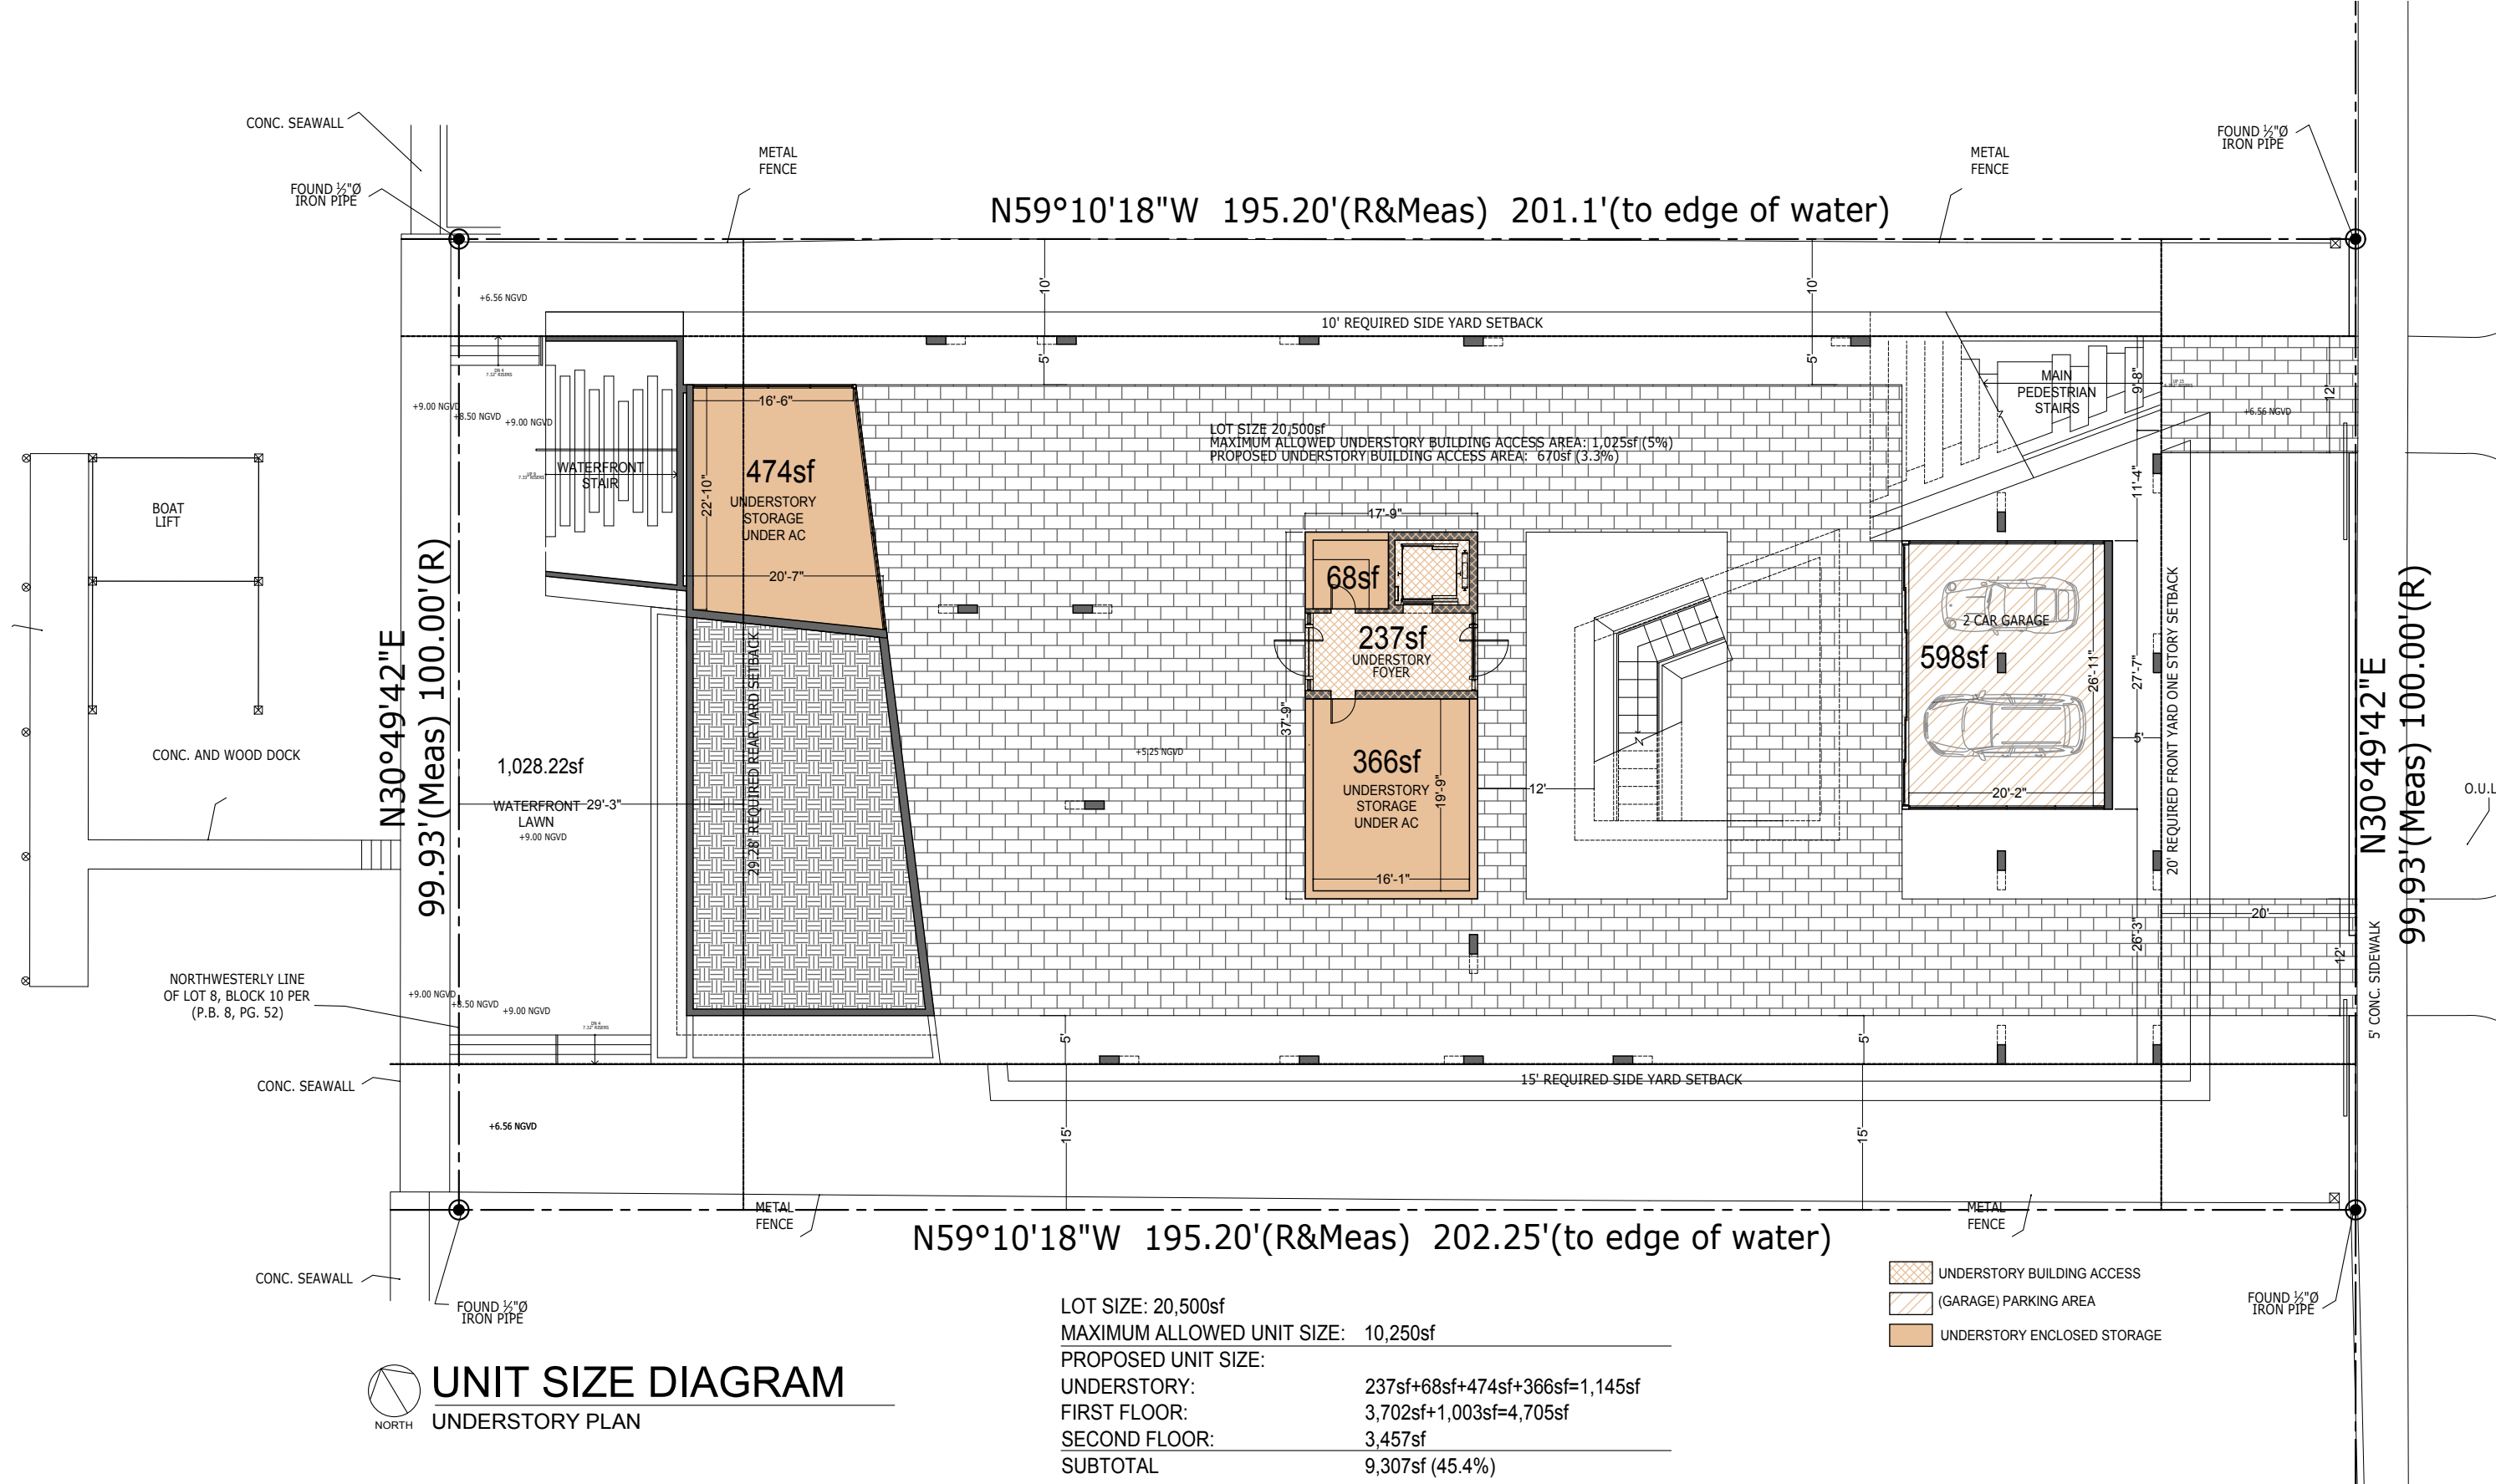 CONC. SEAWALL
METAL
FENCE
METAL
FENCE
FOUND ½"Ø
IRON PIPE
FOUND ½"Ø
IRON PIPE
N59°10'18"W 195.20'(R&Meas) 201.1'(to edge of water)
+6.56 NGVD
10'
10'
10' REQUIRED SIDE YARD SETBACK
5'
5'
DN 4
7.32" RISERS
+9.00 NGVD
+8.50 NGVD
+9.00 NGVD
16'-6"
474sf
UNDERSTORY
STORAGE
UNDER AC
22'-10"
20'-7"
WATERFRONT
STAIR
LOT SIZE 20,500sf
MAXIMUM ALLOWED UNDERSTORY BUILDING ACCESS AREA: 1,025sf (5%)
PROPOSED UNDERSTORY BUILDING ACCESS AREA: 670sf (3.3%)
MAIN
PEDESTRIAN
STAIRS
9'-8"
12'
+6.56 NGVD
11'-4"
BOAT
LIFT
17'-9"
68sf
237sf
UNDERSTORY
FOYER
37'-9"
366sf
UNDERSTORY
STORAGE
UNDER AC
19'-9"
16'-1"
12'
2 CAR GARAGE
598sf
26'-11"
27'-7"
20'-2"
5'
20' REQUIRED FRONT YARD ONE STORY SETBACK
N30°49'42"E
99.93'(Meas) 100.00'(R)
N30°49'42"E
99.93'(Meas) 100.00'(R)
O.U.L
CONC. AND WOOD DOCK
1,028.22sf
WATERFRONT
LAWN
+9.00 NGVD
29'-3"
29.28' REQUIRED REAR YARD SETBACK
+5.25 NGVD
20'
26'-3"
12'
5' CONC. SIDEWALK
NORTHWESTERLY LINE
OF LOT 8, BLOCK 10 PER
(P.B. 8, PG. 52)
+9.00 NGVD
+8.50 NGVD
+9.00 NGVD
DN 4
7.32" RISERS
5'
5'
CONC. SEAWALL
15' REQUIRED SIDE YARD SETBACK
+6.56 NGVD
15'
15'
METAL
FENCE
METAL
FENCE
N59°10'18"W 195.20'(R&Meas) 202.25'(to edge of water)
CONC. SEAWALL
FOUND ½"Ø
IRON PIPE
FOUND ½"Ø
IRON PIPE
UNDERSTORY BUILDING ACCESS
(GARAGE) PARKING AREA
UNDERSTORY ENCLOSED STORAGE
LOT SIZE: 20,500sf
MAXIMUM ALLOWED UNIT SIZE: 10,250sf
PROPOSED UNIT SIZE:
UNDERSTORY: 237sf+68sf+474sf+366sf=1,145sf
FIRST FLOOR: 3,702sf+1,003sf=4,705sf
SECOND FLOOR: 3,457sf
SUBTOTAL 9,307sf (45.4%)
NORTH
UNIT SIZE DIAGRAM
UNDERSTORY PLAN